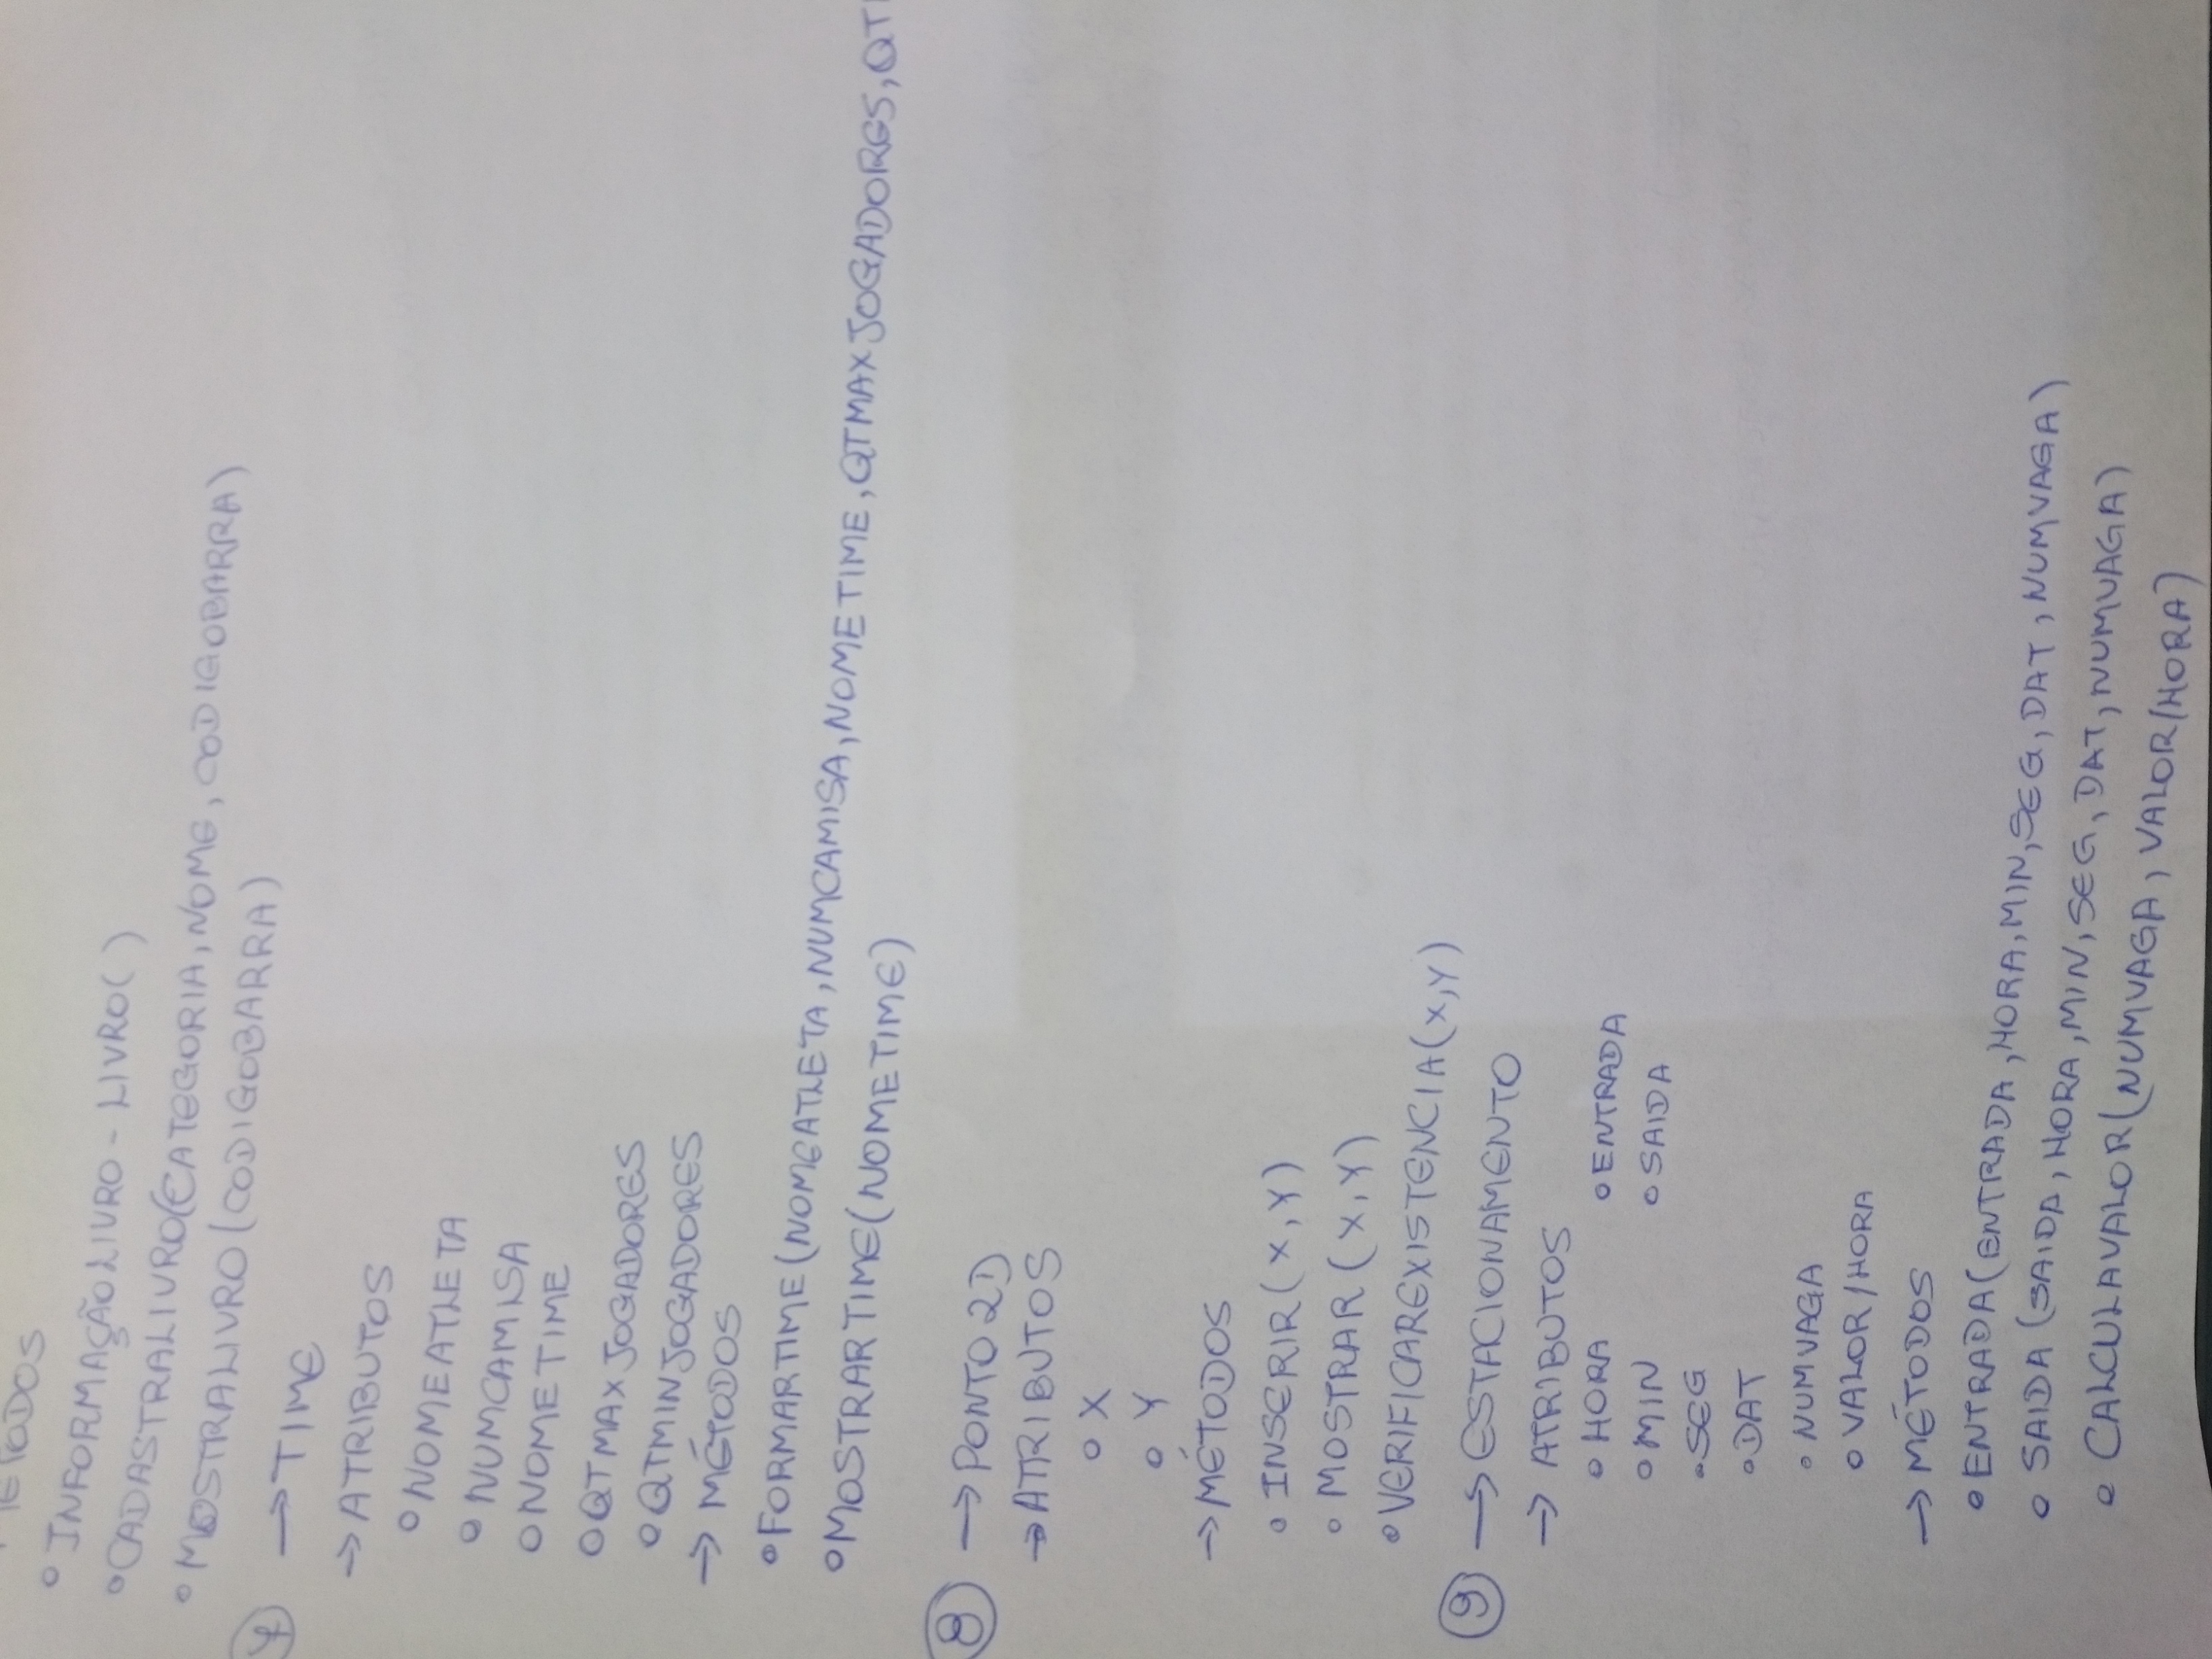 MÉTODOS
° INFORMAÇÃOLIVRO - LIVRO( )
° CADASTRALIVRO(CATEGORIA, NOME, CODIGOBARRA)
° MOSTRALIVRO (CODIGOBARRA)
7 → TIME
→ ATRIBUTOS
° NOMEATLETA
° NUMCAMISA
° NOMETIME
° QTMAXJOGADORES
° QTMINJOGADORES
→ MÉTODOS
° FORMARTIME (NOMEATLETA, NUMCAMISA, NOMETIME, QTMAXJOGADORES, QT
° MOSTRARTIME(NOMETIME)
8 → PONTO2D
→ ATRIBUTOS
° X
° Y
→ MÉTODOS
° INSERIR (X, Y)
° MOSTRAR (X, Y)
° VERIFICAREXISTENCIA (X,Y)
9 → ESTACIONAMENTO
→ ATRIBUTOS
° HORA ° ENTRADA
° MIN ° SAIDA
° SEG
° DAT
° NUMVAGA
° VALOR/HORA
→ MÉTODOS
° ENTRADA(ENTRADA, HORA, MIN, SEG, DAT, NUMVAGA)
° SAIDA (SAIDA, HORA, MIN, SEG, DAT, NUMVAGA)
° CALCULAVALOR(NUMVAGA, VALOR/HORA)